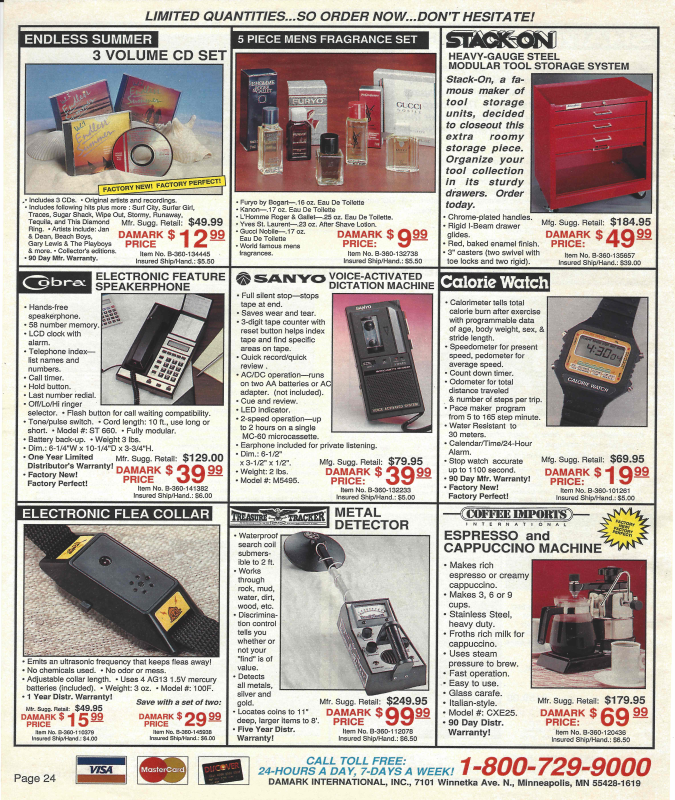 LIMITED QUANTITIES...SO ORDER NOW...DON'T HESITATE!
ENDLESS SUMMER
3 VOLUME CD SET
Endless
Summer
FACTORY NEW! FACTORY PERFECT!
• Includes 3 CDs. • Original artists and recordings.
• Includes following hits plus more : Surf City, Surfer Girl,
Traces, Sugar Shack, Wipe Out, Stormy, Runaway,
Tequila, and This Diamond
Ring. • Artists include: Jan
& Dean, Beach Boys,
Gary Lewis & The Playboys
& more. • Collector's editions.
• 90 Day Mfr. Warranty.
Mfr. Sugg. Retail: $49.99
DAMARK PRICE $12.99
Item No. B-360-134445
Insured Ship/Hand.: $5.50
5 PIECE MENS FRAGRANCE SET
FURYO
GUCCI
NOBILE
• Furyo by Bogart—.16 oz. Eau De Toilette
• Kanon—.17 oz. Eau De Toilette
• L'Homme Roger & Gallet—.25 oz. Eau De Toilette.
• Yves St. Laurent—.23 oz. After Shave Lotion.
• Gucci Nobile—.17 oz.
Eau De Toilette
• World famous mens
fragrances.
DAMARK PRICE: $9.99
Item No. B-360-132738
Insured Ship/Hand.: $5.50
STACK-ON
HEAVY-GAUGE STEEL
MODULAR TOOL STORAGE SYSTEM
Stack-On, a fa-
mous maker of
tool storage
units, decided
to closeout this
extra roomy
storage piece.
Organize your
tool collection
in its sturdy
drawers. Order
today.
• Chrome-plated handles.
• Rigid I-Beam drawer
glides.
• Red, baked enamel finish.
• 3" casters (two swivel with
toe locks and two rigid).
Mfg. Sugg. Retail: $184.95
DAMARK PRICE: $49.99
Item No. B-360-135657
Insured Ship/Hand.: $39.00
Cobra
ELECTRONIC FEATURE
SPEAKERPHONE
• Hands-free
speakerphone.
• 58 number memory.
• LCD clock with
alarm.
• Telephone index—
list names and
numbers.
• Call timer.
• Hold button.
• Last number redial.
• Off/Lo/Hi ringer
selector. • Flash button for call waiting compatibility.
• Tone/pulse switch. • Cord length: 10 ft., use long or
short. • Model #: ST 660. • Fully modular.
• Battery back-up. • Weight 3 lbs.
• Dim.: 6-1/4"W x 10-1/4"D x 3-3/4"H.
• One Year Limited
Distributor's Warranty!
• Factory New!
Factory Perfect!
Mfr. Sugg. Retail: $129.00
DAMARK PRICE $39.99
Item No. B-360-141382
Insured Ship/Hand.: $6.00
SANYO
VOICE-ACTIVATED
DICTATION MACHINE
• Full silent stop—stops
tape at end.
• Saves wear and tear.
• 3-digit tape counter with
reset button helps index
tape and find specific
areas on tape.
• Quick record/quick
review .
• AC/DC operation—runs
on two AA batteries or AC
adapter. (not included).
• Cue and review.
• LED indicator.
• 2-speed operation—up
to 2 hours on a single
MC-60 microcassette.
• Earphone included for private listening.
• Dim.: 6-1/2"
x 3-1/2" x 1/2".
• Weight: 2 lbs.
• Model #: M5495.
SANYO
Mfg. Sugg. Retail: $79.95
DAMARK PRICE: $39.99
Item No. B-360-132233
Insured Ship/Hand.: $6.00
Calorie Watch
• Calorimeter tells total
calorie burn after exercise
with programmable data
of age, body weight, sex, &
stride length.
• Speedometer for present
speed, pedometer for
average speed.
• Count down timer.
• Odometer for total
distance traveled
& number of steps per trip.
• Pace maker program
from 5 to 165 step minute.
• Water Resistant to
30 meters.
• Calendar/Time/24-Hour
Alarm.
• Stop watch accurate
up to 1100 second.
• 90 Day Mfr. Warranty!
• Factory New!
Factory Perfect!
CALORIE WATCH
Mfr. Sugg. Retail: $69.95
DAMARK PRICE $19.99
Item No. B-360-101261
Insured Ship/Hand.: $4.00
ELECTRONIC FLEA COLLAR
• Emits an ultrasonic frequency that keeps fleas away!
• No chemicals used. • No odor or mess.
• Adjustable collar length. • Uses 4 AG13 1.5V mercury
batteries (included). • Weight: 3 oz. • Model #: 100F.
• 1 Year Distr. Warranty!
Mfr. Sugg. Retail: $49.95
DAMARK PRICE $15.99
Item No. B-360-110379
Insured Ship/Hand.: $4.00
Save with a set of two:
DAMARK PRICE: $29.99
Item No. B-360-145938
Insured Ship/Hand.: $6.00
TREASURE TRACKER
METAL
DETECTOR
• Waterproof
search coil
submers-
ible to 2 ft.
• Works
through
rock, mud,
water, dirt,
wood, etc.
• Discrimina-
tion control
tells you
whether or
not your
"find" is of
value.
• Detects
all metals,
silver and
gold.
• Locates coins to 11"
deep, larger items to 8'.
• Five Year Distr.
Warranty!
Mfr. Sugg. Retail: $249.95
DAMARK PRICE: $99.99
Item No. B-360-112078
Insured Ship/Hand.: $6.50
COFFEE IMPORTS
INTERNATIONAL
FACTORY NEW! FACTORY PERFECT!
ESPRESSO and
CAPPUCCINO MACHINE
• Makes rich
espresso or creamy
cappuccino.
• Makes 3, 6 or 9
cups.
• Stainless Steel,
heavy duty.
• Froths rich milk for
cappuccino.
• Uses steam
pressure to brew.
• Fast operation.
• Easy to use.
• Glass carafe.
• Italian-style.
• Model #: CXE25.
• 90 Day Distr.
Warranty!
Mfr. Sugg. Retail: $179.95
DAMARK PRICE: $69.99
Item No. B-360-120436
Insured Ship/Hand.: $6.50
Page 24
VISA
MasterCard
DISCOVER
CALL TOLL FREE:
24-HOURS A DAY, 7-DAYS A WEEK!
1-800-729-9000
DAMARK INTERNATIONAL, INC., 7101 Winnetka Ave. N., Minneapolis, MN 55428-1619